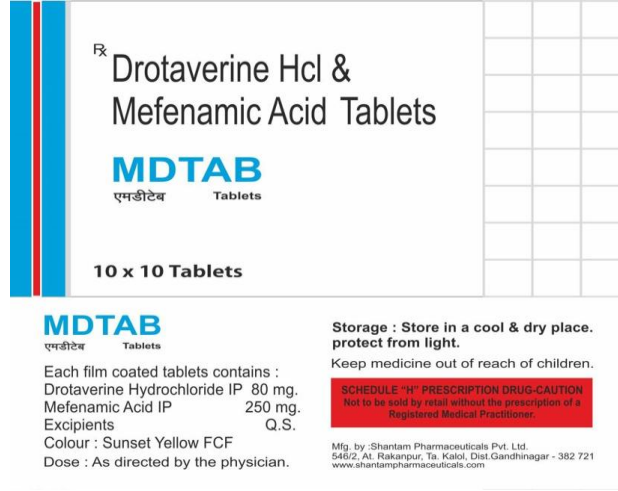 Rx
Drotaverine Hcl &
Mefenamic Acid Tablets
MDTAB
एमडीटेब Tablets
10 x 10 Tablets
MDTAB
एमडीटेब Tablets
Each film coated tablets contains :
Drotaverine Hydrochloride IP 80 mg.
Mefenamic Acid IP 250 mg.
Excipients Q.S.
Colour : Sunset Yellow FCF
Dose : As directed by the physician.
Storage : Store in a cool & dry place.
protect from light.
Keep medicine out of reach of children.
SCHEDULE “H” PRESCRIPTION DRUG-CAUTION
Not to be sold by retail without the prescription of a
Registered Medical Practitioner.
Mfg. by :Shantam Pharmaceuticals Pvt. Ltd.
546/2, At. Rakanpur, Ta. Kalol, Dist.Gandhinagar - 382 721
www.shantampharmaceuticals.com